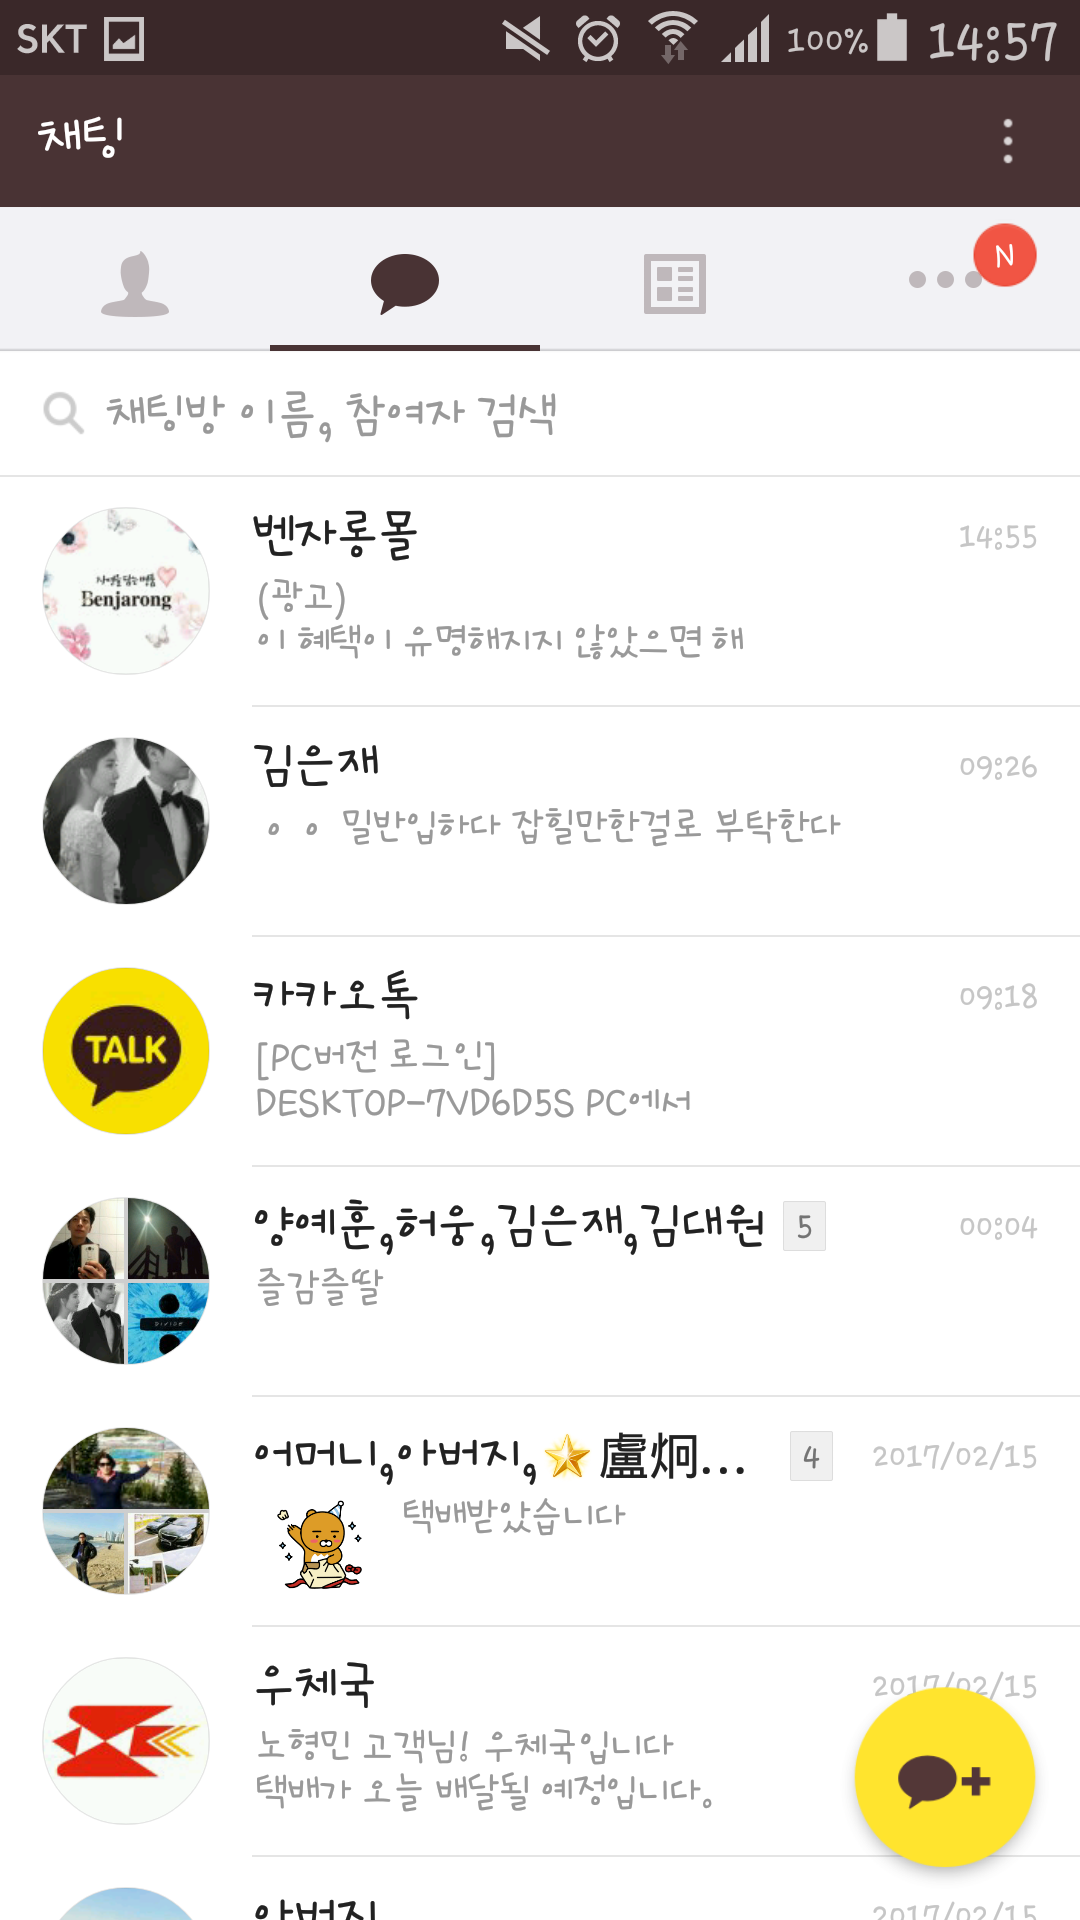 SKT 100% 14:57
채팅
N
채팅방 이름, 참여자 검색
사랑을 담는 명품
Benjarong
벤자롱몰 14:55
(광고)
이 혜택이 유명해지지 않았으면 해
김은재 09:26
ㅇㅇ 밀반입하다 잡힐만한걸로 부탁한다
TALK
카카오톡 09:18
[PC버전 로그인]
DESKTOP-7VD6D5S PC에서
양예훈,허웅,김은재,김대원 5 00:04
즐감즐딸
어머니,아버지,⭐盧炯... 4 2017/02/15
택배받았습니다
우체국 2017/02/15
노형민 고객님! 우체국입니다
택배가 오늘 배달될 예정입니다.
아버지 2017/02/15